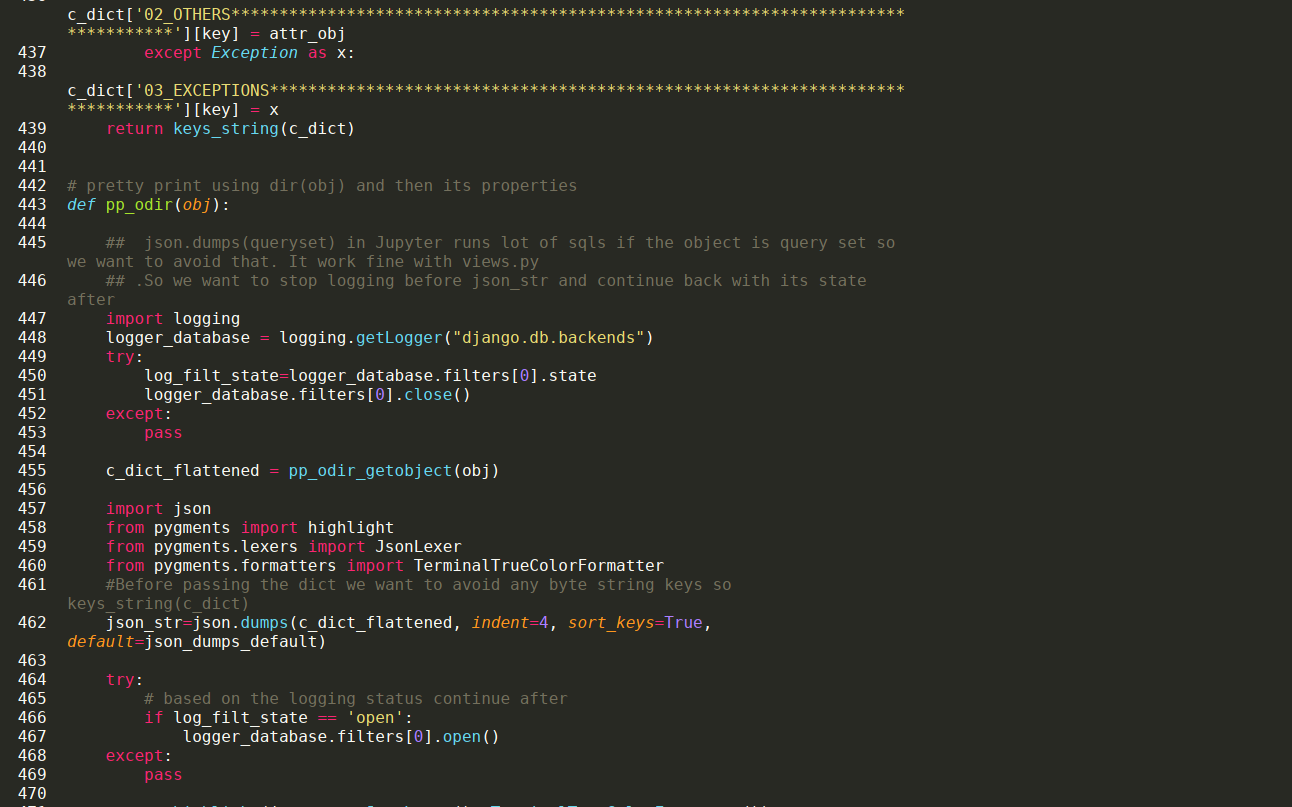 c_dict['02_OTHERS**********************************************************************
***********'][key] = attr_obj
437         except Exception as x:
438
c_dict['03_EXCEPTIONS******************************************************************
***********'][key] = x
439     return keys_string(c_dict)
440
441
442 # pretty print using dir(obj) and then its properties
443 def pp_odir(obj):
444
445     ##  json.dumps(queryset) in Jupyter runs lot of sqls if the object is query set so
we want to avoid that. It work fine with views.py
446     ## .So we want to stop logging before json_str and continue back with its state
after
447     import logging
448     logger_database = logging.getLogger("django.db.backends")
449     try:
450         log_filt_state=logger_database.filters[0].state
451         logger_database.filters[0].close()
452     except:
453         pass
454
455     c_dict_flattened = pp_odir_getobject(obj)
456
457     import json
458     from pygments import highlight
459     from pygments.lexers import JsonLexer
460     from pygments.formatters import TerminalTrueColorFormatter
461     #Before passing the dict we want to avoid any byte string keys so
keys_string(c_dict)
462     json_str=json.dumps(c_dict_flattened, indent=4, sort_keys=True,
default=json_dumps_default)
463
464     try:
465         # based on the logging status continue after
466         if log_filt_state == 'open':
467             logger_database.filters[0].open()
468     except:
469         pass
470